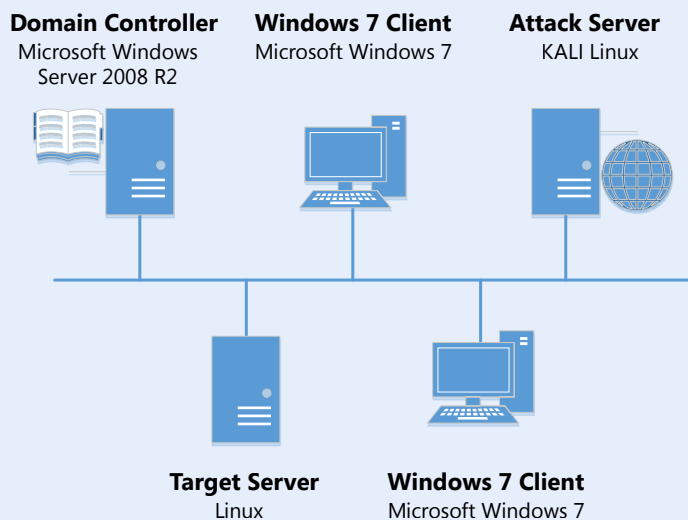 Domain Controller
Microsoft Windows
Server 2008 R2
Windows 7 Client
Microsoft Windows 7
Attack Server
KALI Linux
Target Server
Linux
Windows 7 Client
Microsoft Windows 7